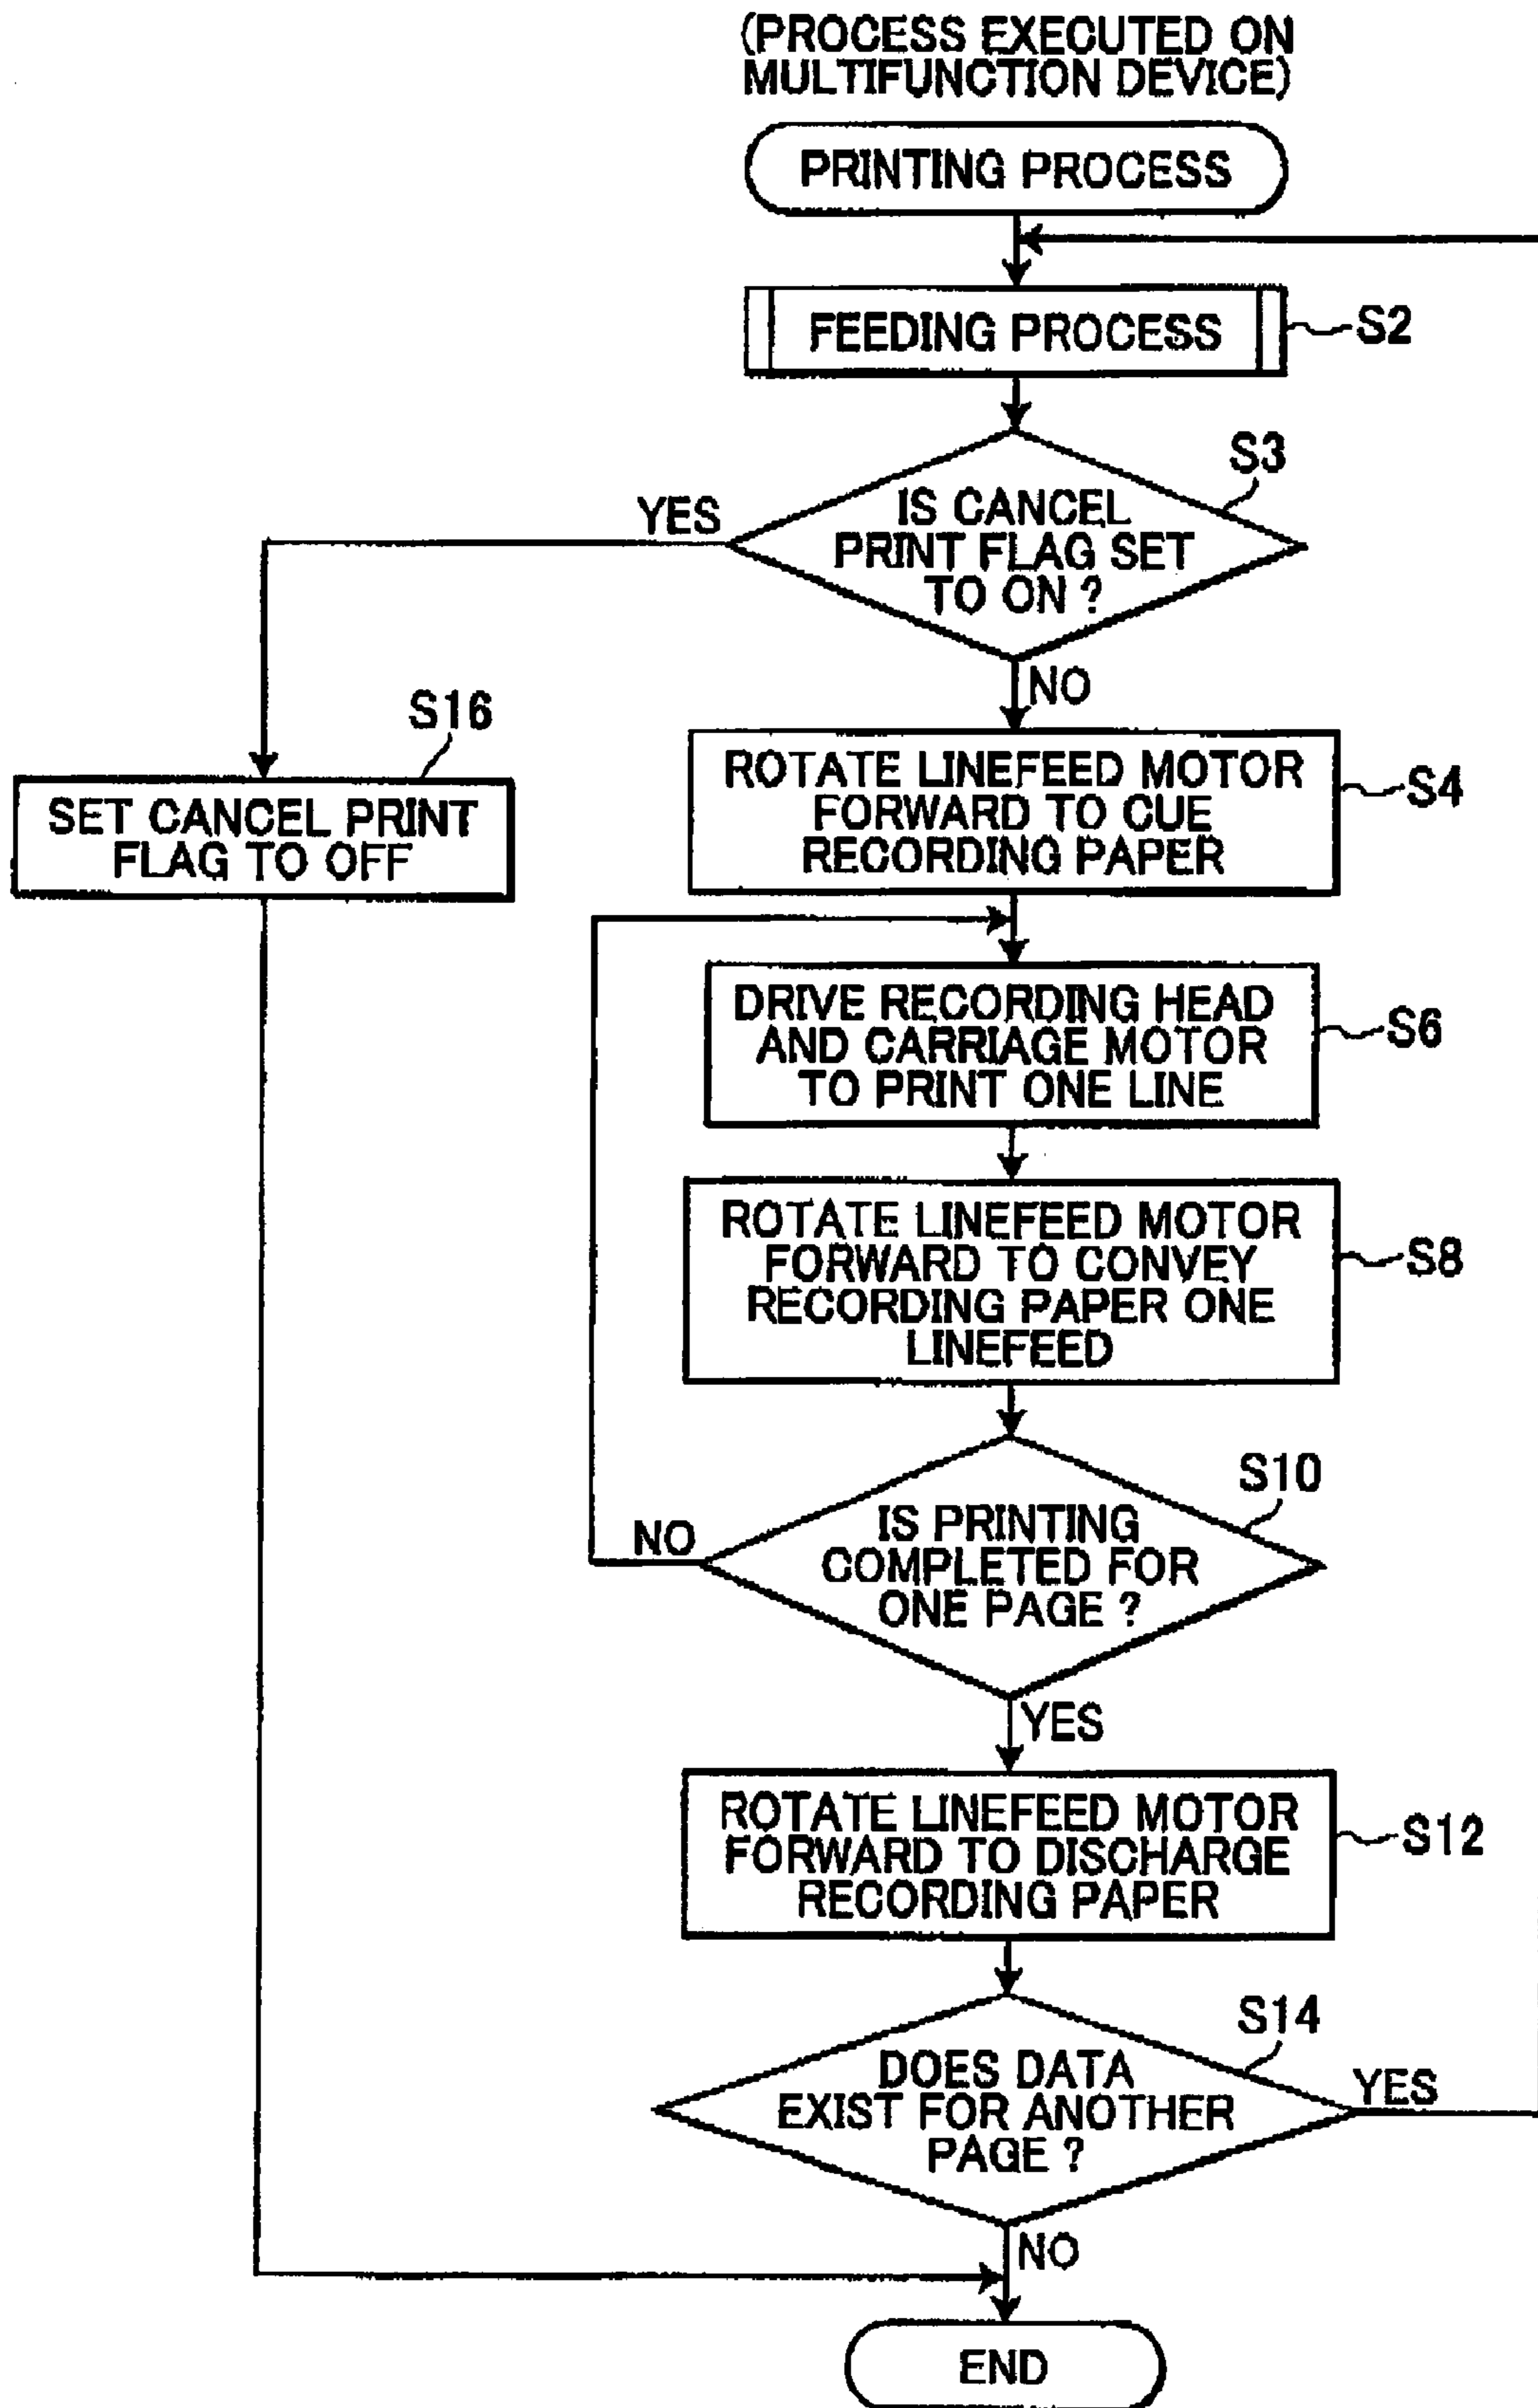 (PROCESS EXECUTED ON
MULTIFUNCTION DEVICE)
PRINTING PROCESS
FEEDING PROCESS
S2
S3
IS CANCEL
PRINT FLAG SET
TO ON ?
YES
NO
S16
SET CANCEL PRINT
FLAG TO OFF
ROTATE LINEFEED MOTOR
FORWARD TO CUE
RECORDING PAPER
S4
DRIVE RECORDING HEAD
AND CARRIAGE MOTOR
TO PRINT ONE LINE
S6
ROTATE LINEFEED MOTOR
FORWARD TO CONVEY
RECORDING PAPER ONE
LINEFEED
S8
S10
IS PRINTING
COMPLETED FOR
ONE PAGE ?
NO
YES
ROTATE LINEFEED MOTOR
FORWARD TO DISCHARGE
RECORDING PAPER
S12
S14
DOES DATA
EXIST FOR ANOTHER
PAGE ?
YES
NO
END